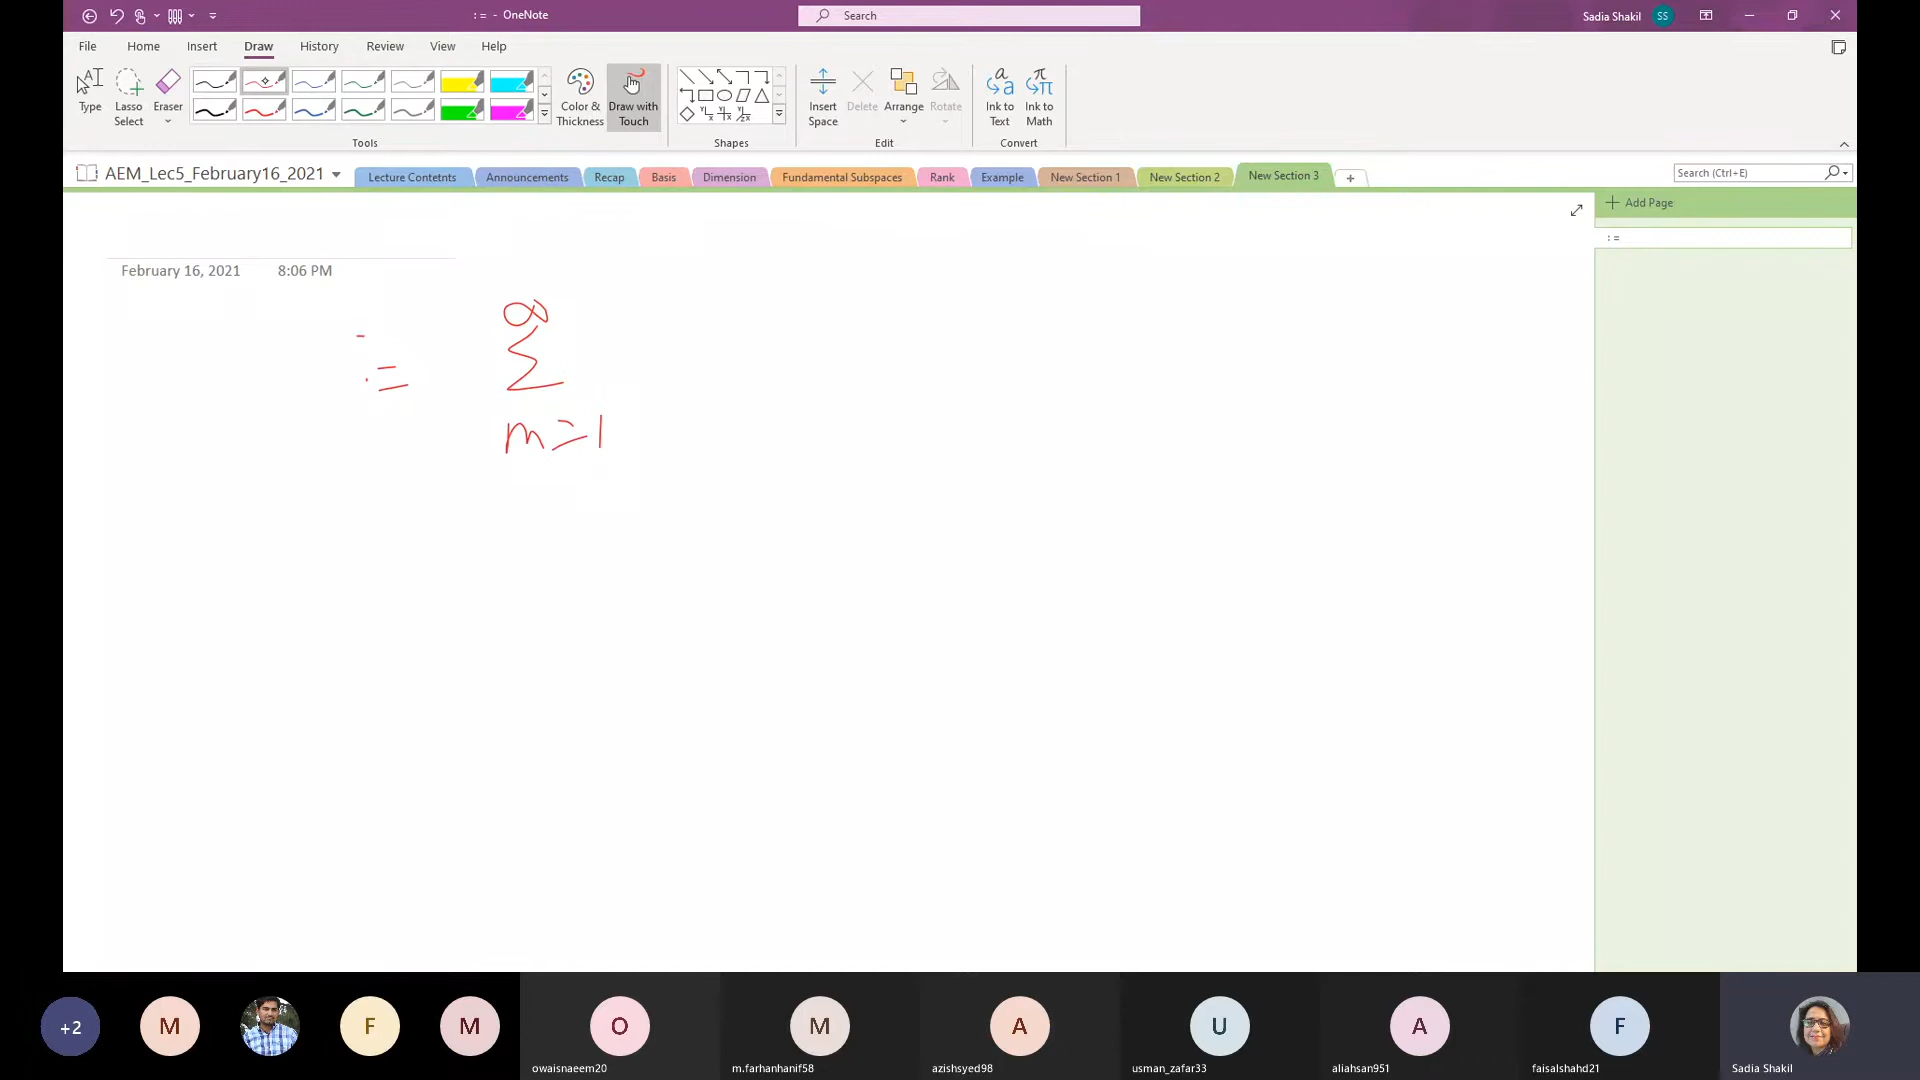 := - OneNote
Search
Sadia Shakil SS
File Home Insert Draw History Review View Help
Type
Lasso Select
Eraser
Color & Thickness
Draw with Touch
Insert Space
Delete
Arrange
Rotate
Ink to Text
Ink to Math
Tools
Shapes
Edit
Convert
AEM_Lec5_February16_2021
Lecture Contetnts
Announcements
Recap
Basis
Dimension
Fundamental Subspaces
Rank
Example
New Section 1
New Section 2
New Section 3
Search (Ctrl+E)
Add Page
:=
February 16, 2021 8:06 PM
∞
:= Σ
m=1
+2 M F M O M A U A F
owaisnaeem20
m.farhanhanif58
azishsyed98
usman_zafar33
aliahsan951
faisalshahd21
Sadia Shakil